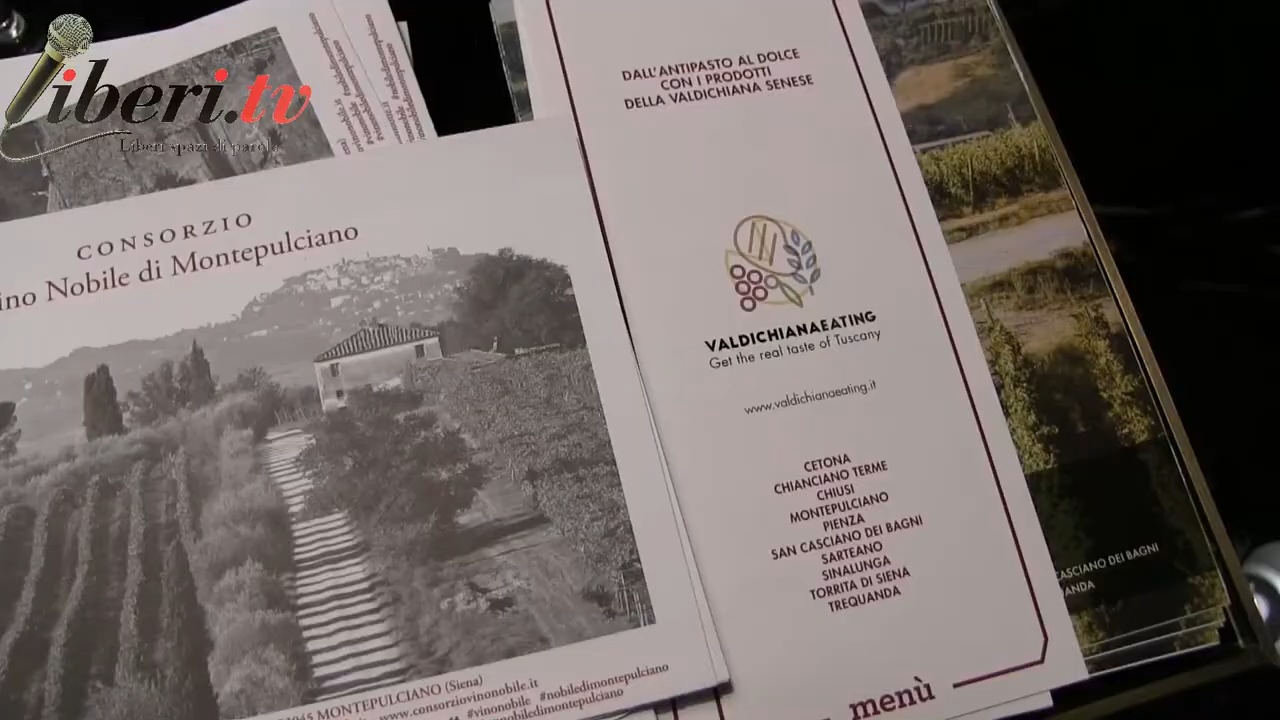 liberi.tv
Liberi spazi di parola
CONSORZIO
ino Nobile di Montepulciano
MONTEPULCIANO (Siena)
www.consorziovinonobile.it
#vinonobile #nobiledimontepulciano
DALL'ANTIPASTO AL DOLCE
CON I PRODOTTI
DELLA VALDICHIANA SENESE
VALDICHIANAEATING
Get the real taste of Tuscany
www.valdichianaeating.it
CETONA
CHIANCIANO TERME
CHIUSI
MONTEPULCIANO
PIENZA
SAN CASCIANO DEI BAGNI
SARTEANO
SINALUNGA
TORRITA DI SIENA
TREQUANDA
menù
CASCIANO DEI BAGNI
ANDA